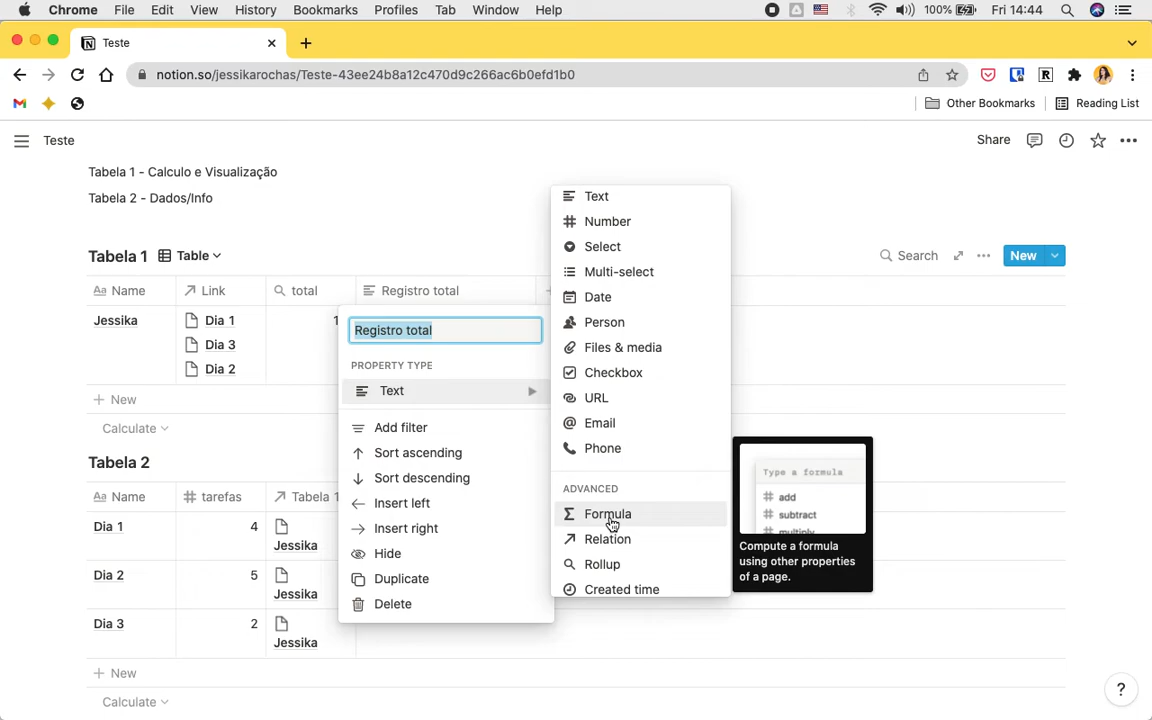 Chrome File Edit View History Bookmarks Profiles Tab Window Help 100% Fri 14:44
Teste
notion.so/jessikarochas/Teste-43ee24b8a12c470d9c266ac6b0efd1b0
Other Bookmarks Reading List
Teste Share
Tabela 1 - Calculo e Visualização
Tabela 2 - Dados/Info
Tabela 1 Table Search New
Aa Name Link total Registro total
Jessika Dia 1 1
Dia 3
Dia 2
+ New
Calculate
Registro total
PROPERTY TYPE
Text
Add filter
Sort ascending
Sort descending
Insert left
Insert right
Hide
Duplicate
Delete
Text
Number
Select
Multi-select
Date
Person
Files & media
Checkbox
URL
Email
Phone
ADVANCED
Formula
Relation
Rollup
Created time
Type a formula
add
subtract
multiply
Compute a formula
using other properties
of a page.
Tabela 2
Aa Name # tarefas Tabela 1
Dia 1 4
Jessika
Dia 2 5
Jessika
Dia 3 2
Jessika
+ New
Calculate
?